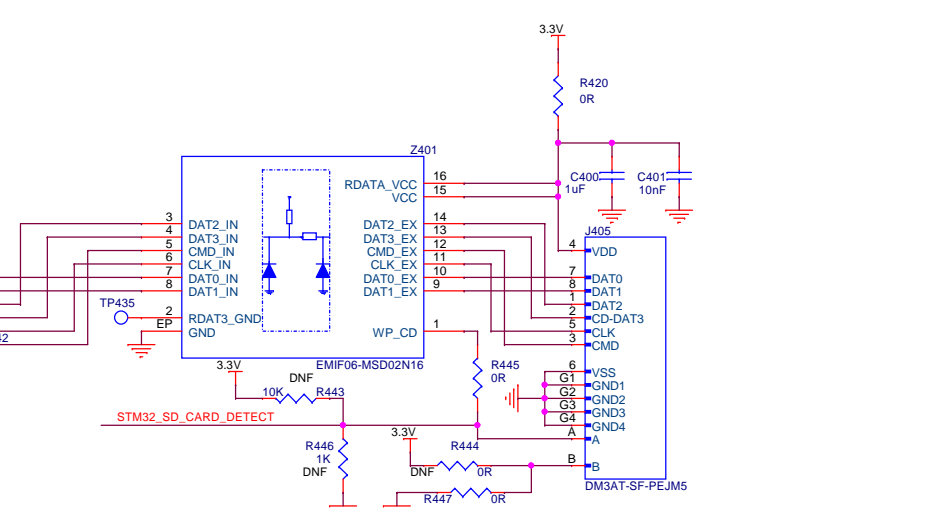 3.3V
R420
0R
Z401
16
RDATA_VCC
15
VCC
C400
1uF
C401
10nF
3
DAT2_IN
14
DAT2_EX
4
DAT3_IN
13
DAT3_EX
5
CMD_IN
12
CMD_EX
6
CLK_IN
11
CLK_EX
7
DAT0_IN
10
DAT0_EX
8
DAT1_IN
9
DAT1_EX
TP435
2
RDAT3_GND
EP
GND
1
WP_CD
EMIF06-MSD02N16
J405
4
VDD
7
DAT0
8
DAT1
1
DAT2
2
CD-DAT3
5
CLK
3
CMD
6
VSS
G1
GND1
G2
GND2
G3
GND3
G4
GND4
A
A
B
B
DM3AT-SF-PEJM5
3.3V
DNF
10K
R443
R445
0R
STM32_SD_CARD_DETECT
R446
1K
DNF
3.3V
R444
DNF
0R
R447
0R